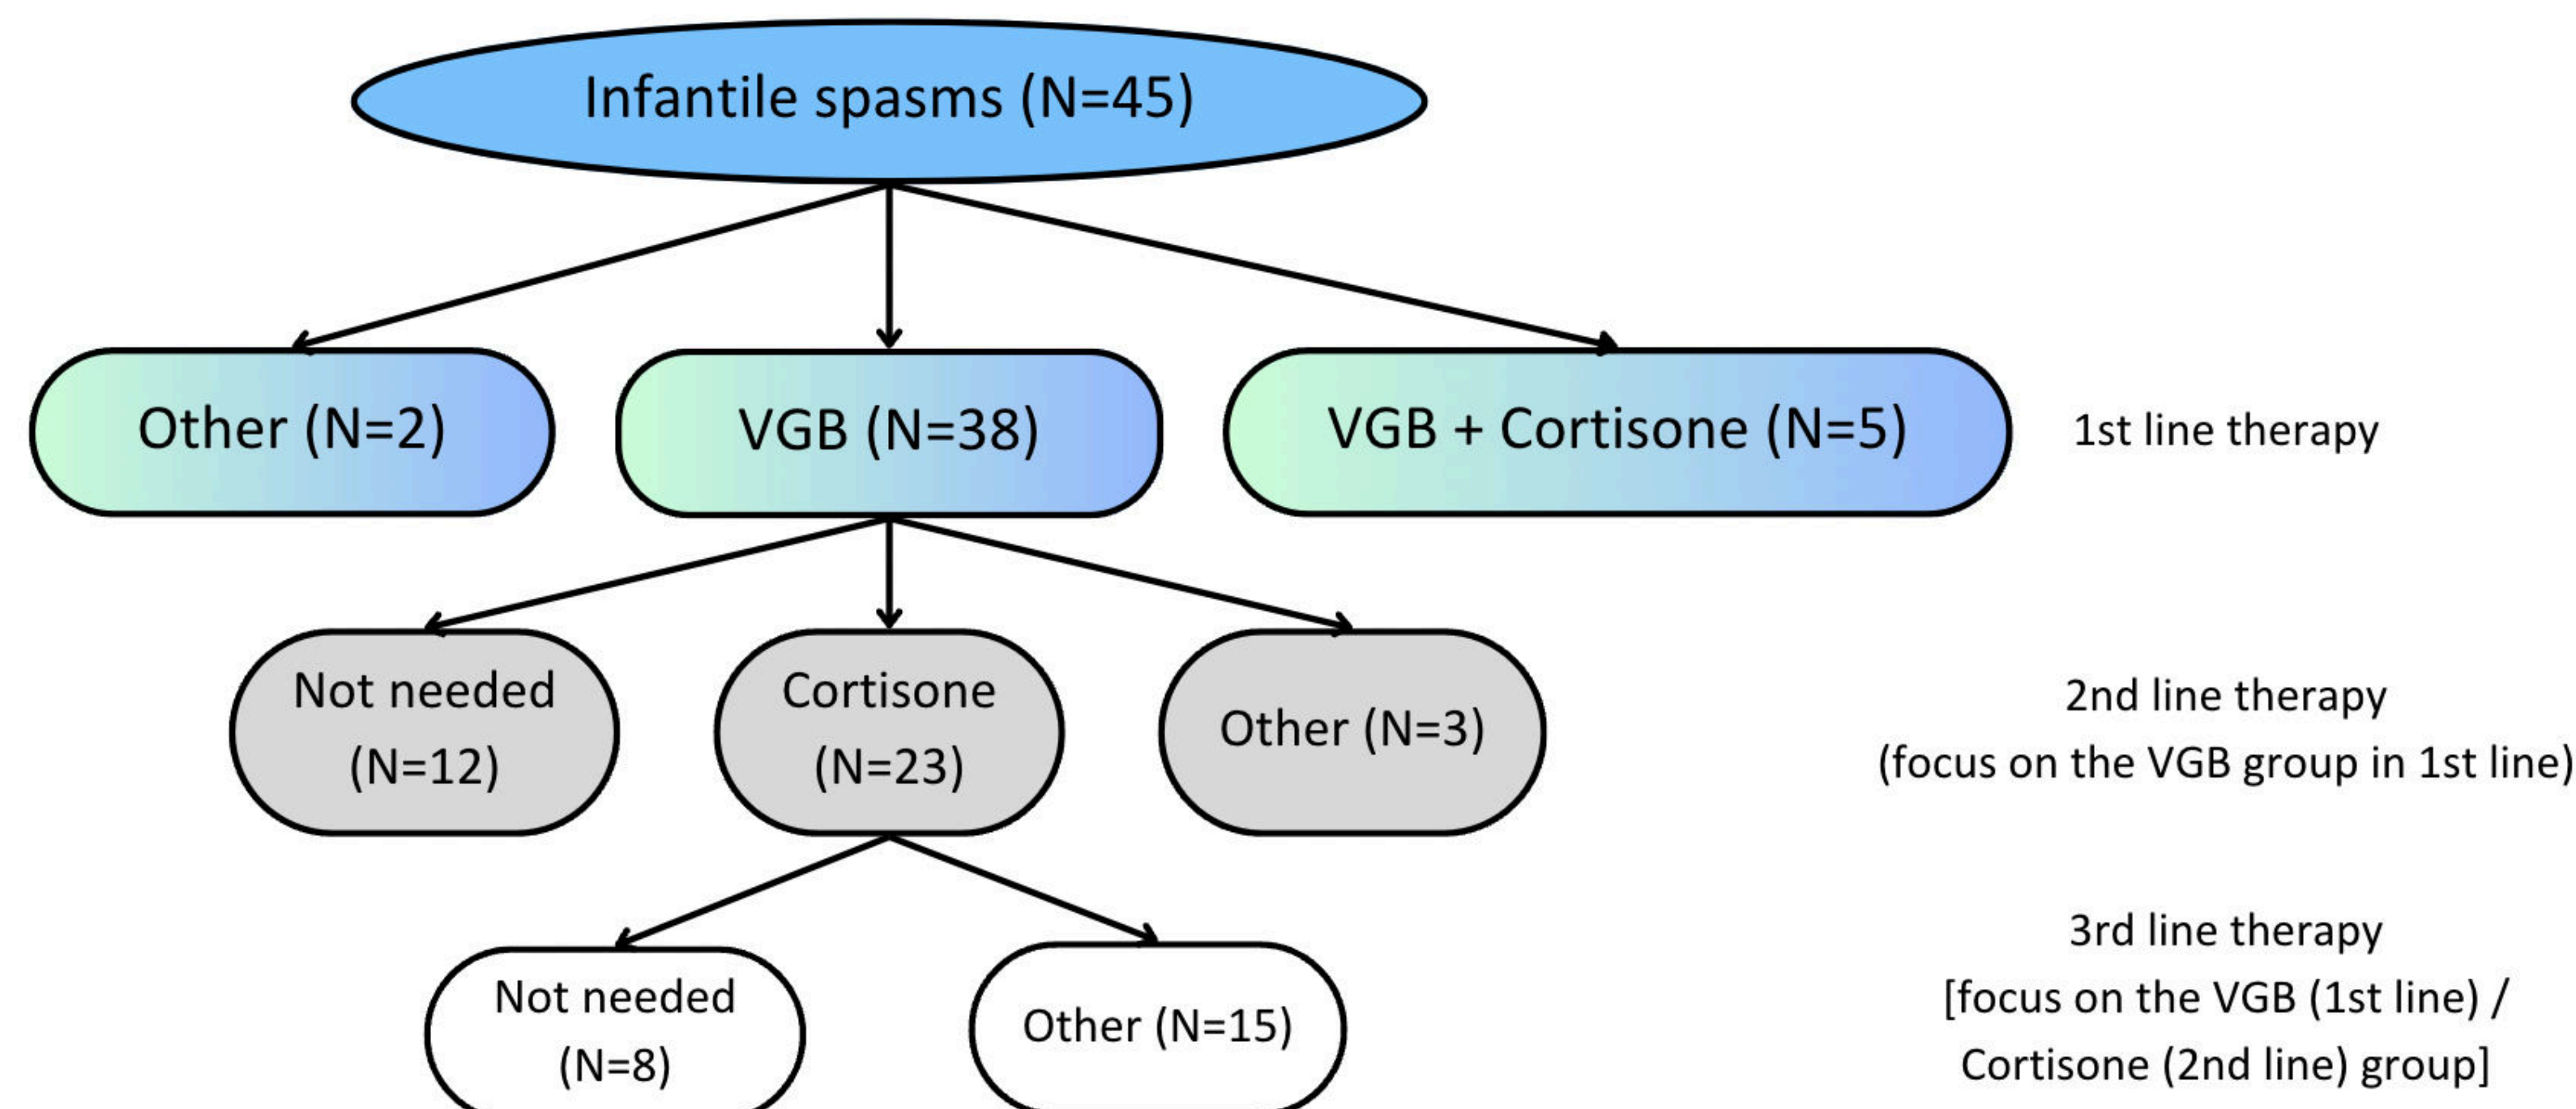 Infantile spasms (N=45)
Other (N=2)
VGB (N=38)
VGB + Cortisone (N=5)
1st line therapy
Not needed
(N=12)
Cortisone
(N=23)
Other (N=3)
2nd line therapy
(focus on the VGB group in 1st line)
Not needed
(N=8)
Other (N=15)
3rd line therapy
[focus on the VGB (1st line) /
Cortisone (2nd line) group]